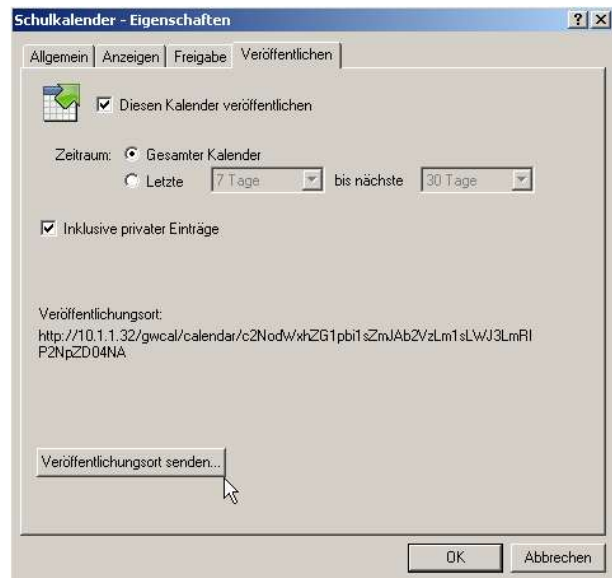 Schulkalender - Eigenschaften
Allgemein Anzeigen Freigabe Veröffentlichen
Diesen Kalender veröffentlichen
Zeitraum: Gesamter Kalender
Letzte 7 Tage bis nächste 30 Tage
Inklusive privater Einträge
Veröffentlichungsort:
http://10.1.1.32/gwcal/calendar/c2NodWxhZG1pbi1sZmJAb2VzLm1sLWJ3LmRl
P2NpZD04NA
Veröffentlichungsort senden...
OK Abbrechen